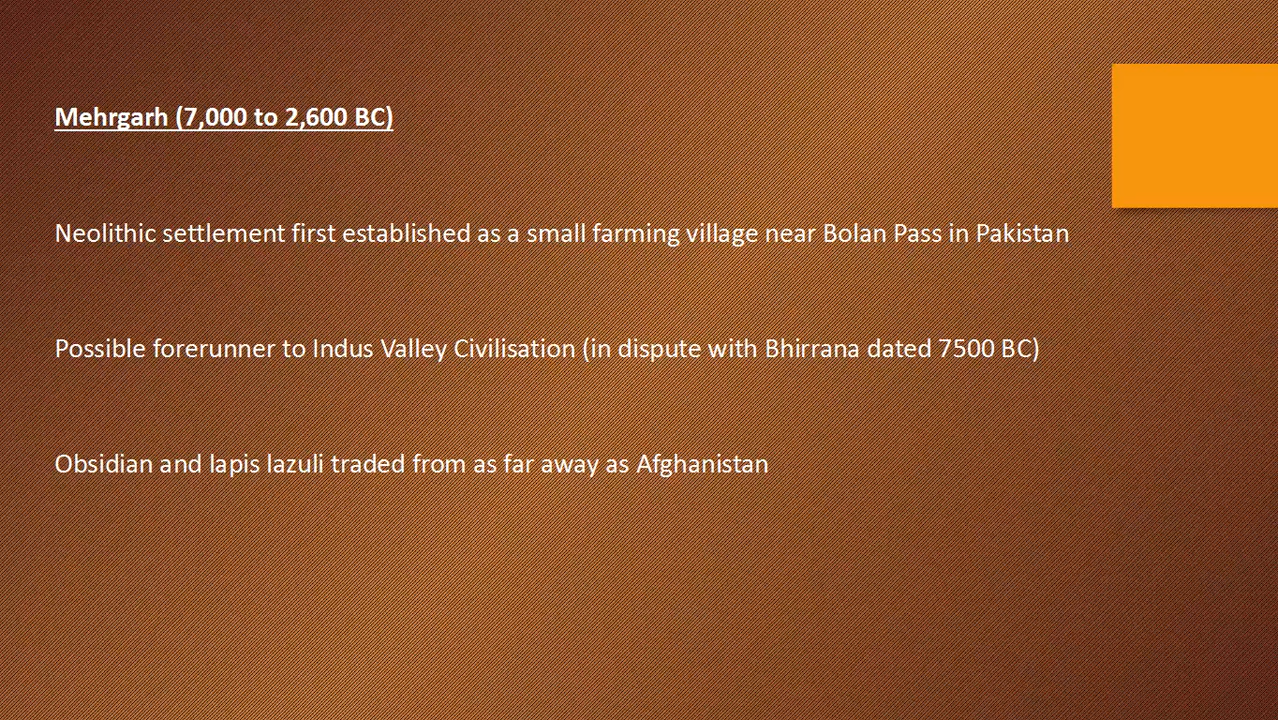 Mehrgarh (7,000 to 2,600 BC)
Neolithic settlement first established as a small farming village near Bolan Pass in Pakistan
Possible forerunner to Indus Valley Civilisation (in dispute with Bhirrana dated 7500 BC)
Obsidian and lapis lazuli traded from as far away as Afghanistan